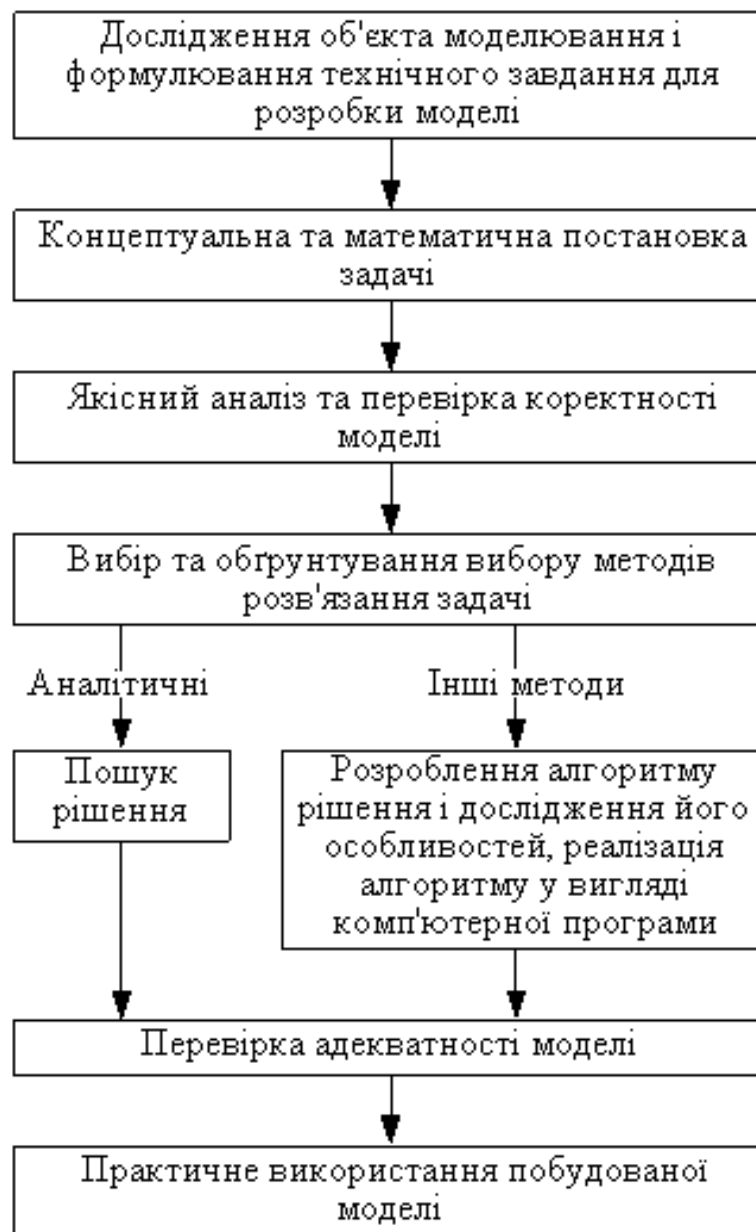 Дослідження об'єкта моделювання і
формулювання технічного завдання для
розробки моделі
Концептуальна та математична постановка
задачі
Якісний аналіз та перевірка коректності
моделі
Вибір та обґрунтування вибору методів
розв'язання задачі
Аналітичні
Інші методи
Пошук
рішення
Розроблення алгоритму
рішення і дослідження його
особливостей, реалізація
алгоритму у вигляді
комп'ютерної програми
Перевірка адекватності моделі
Практичне використання побудованої
моделі